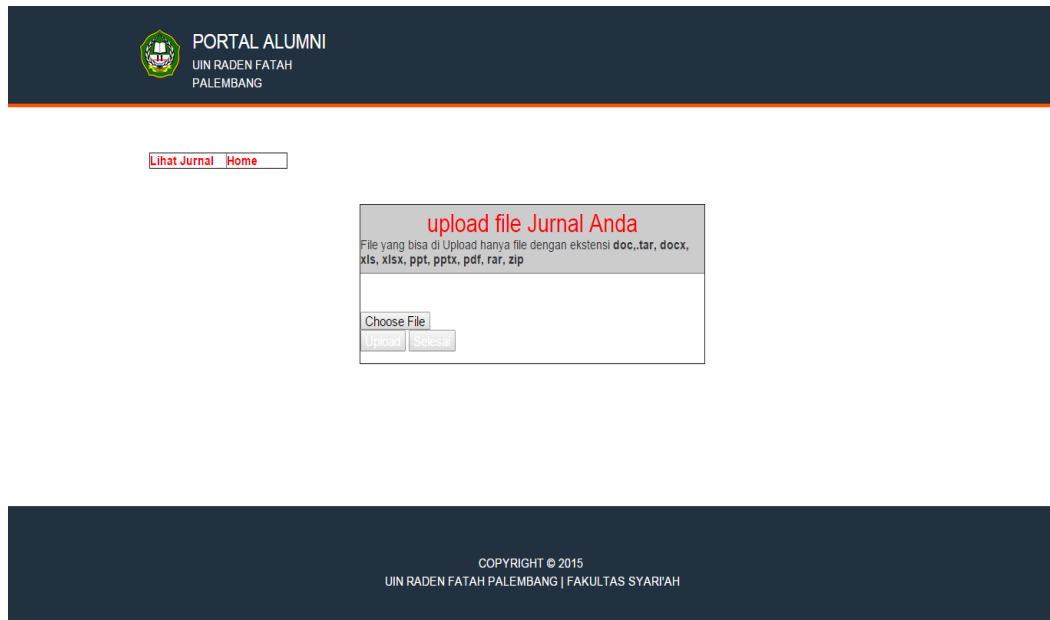 PORTAL ALUMNI
UIN RADEN FATAH
PALEMBANG
Lihat Jurnal Home
upload file Jurnal Anda
File yang bisa di Upload hanya file dengan ekstensi doc,.tar, docx,
xls, xlsx, ppt, pptx, pdf, rar, zip
Choose File
Upload Selesai
COPYRIGHT © 2015
UIN RADEN FATAH PALEMBANG | FAKULTAS SYARI'AH